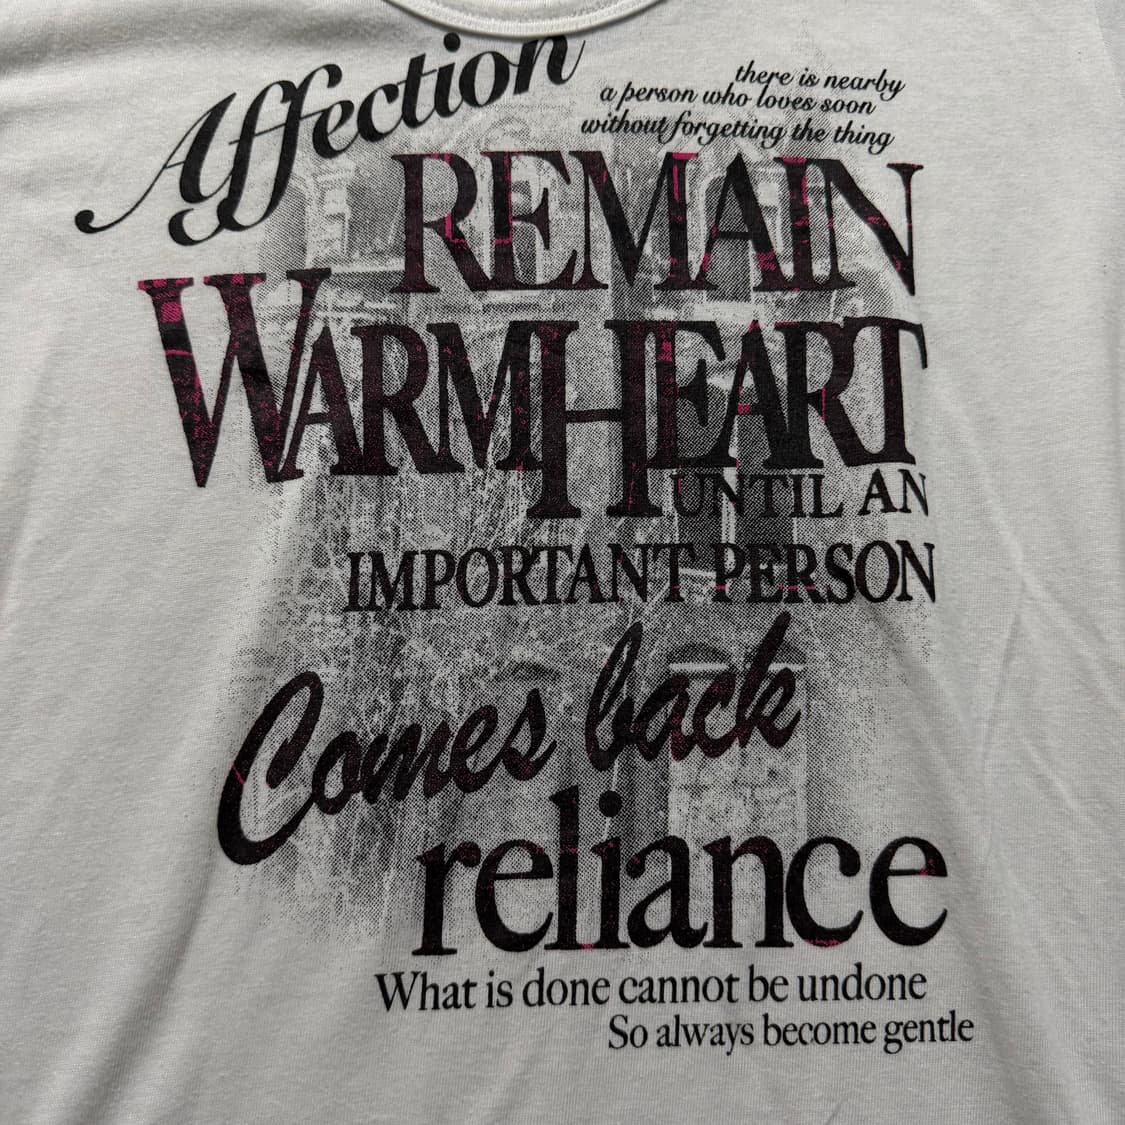 Affection
there is nearby
a person who loves soon
without forgetting the thing
REMAIN
WARMHEART
UNTIL AN
IMPORTANT PERSON
Comes back
reliance
What is done cannot be undone
So always become gentle